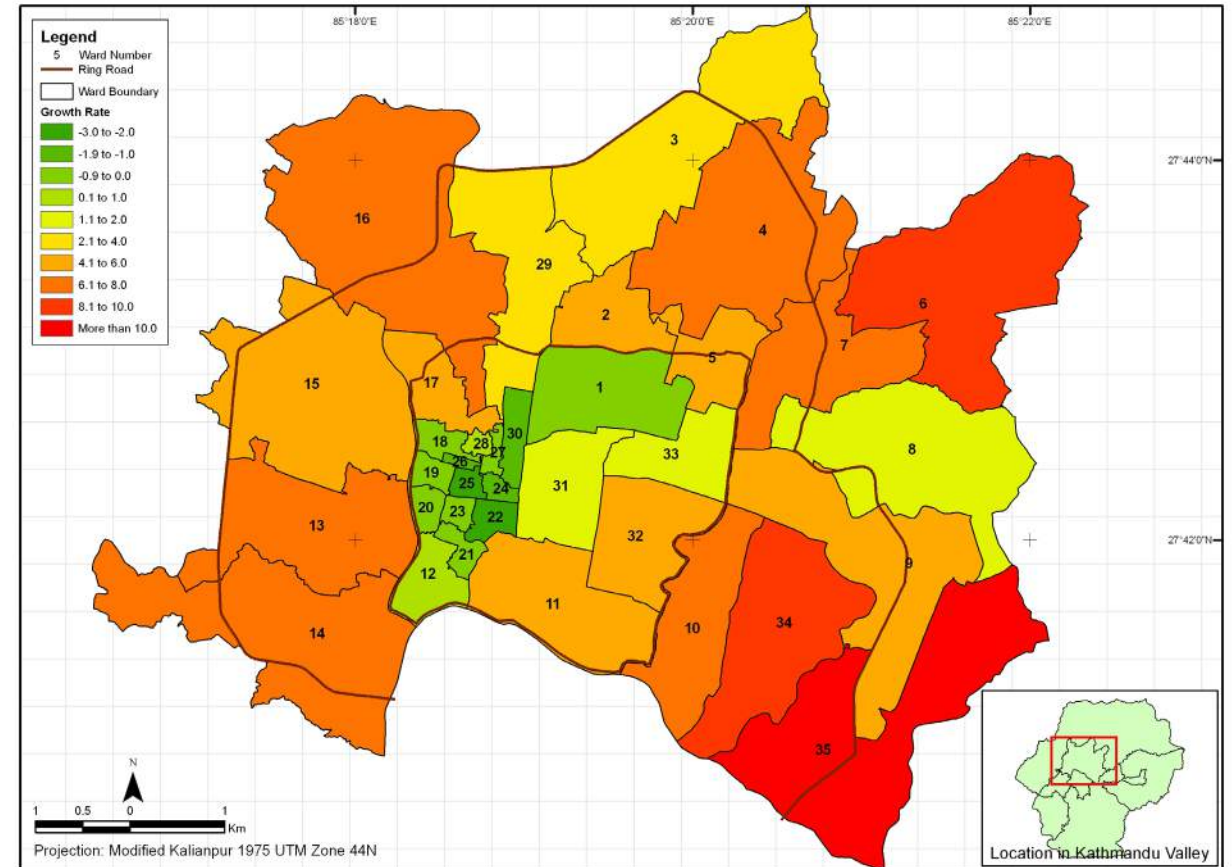 85°18'0"E 85°20'0"E 85°22'0"E
Legend
5 Ward Number
Ring Road
Ward Boundary
Growth Rate
-3.0 to -2.0
-1.9 to -1.0
-0.9 to 0.0
0.1 to 1.0
1.1 to 2.0
2.1 to 4.0
4.1 to 6.0
6.1 to 8.0
8.1 to 10.0
More than 10.0
3
27°44'0"N
16
4
29
6
2
7
5
15
17
1
30
18 28
8
27
33
26
19
25
24
31
20
23
22
13
32
27°42'0"N
21
9
12
11
14
10
34
35
N
1 0.5 0 1
Km
Projection: Modified Kalianpur 1975 UTM Zone 44N
Location in Kathmandu Valley